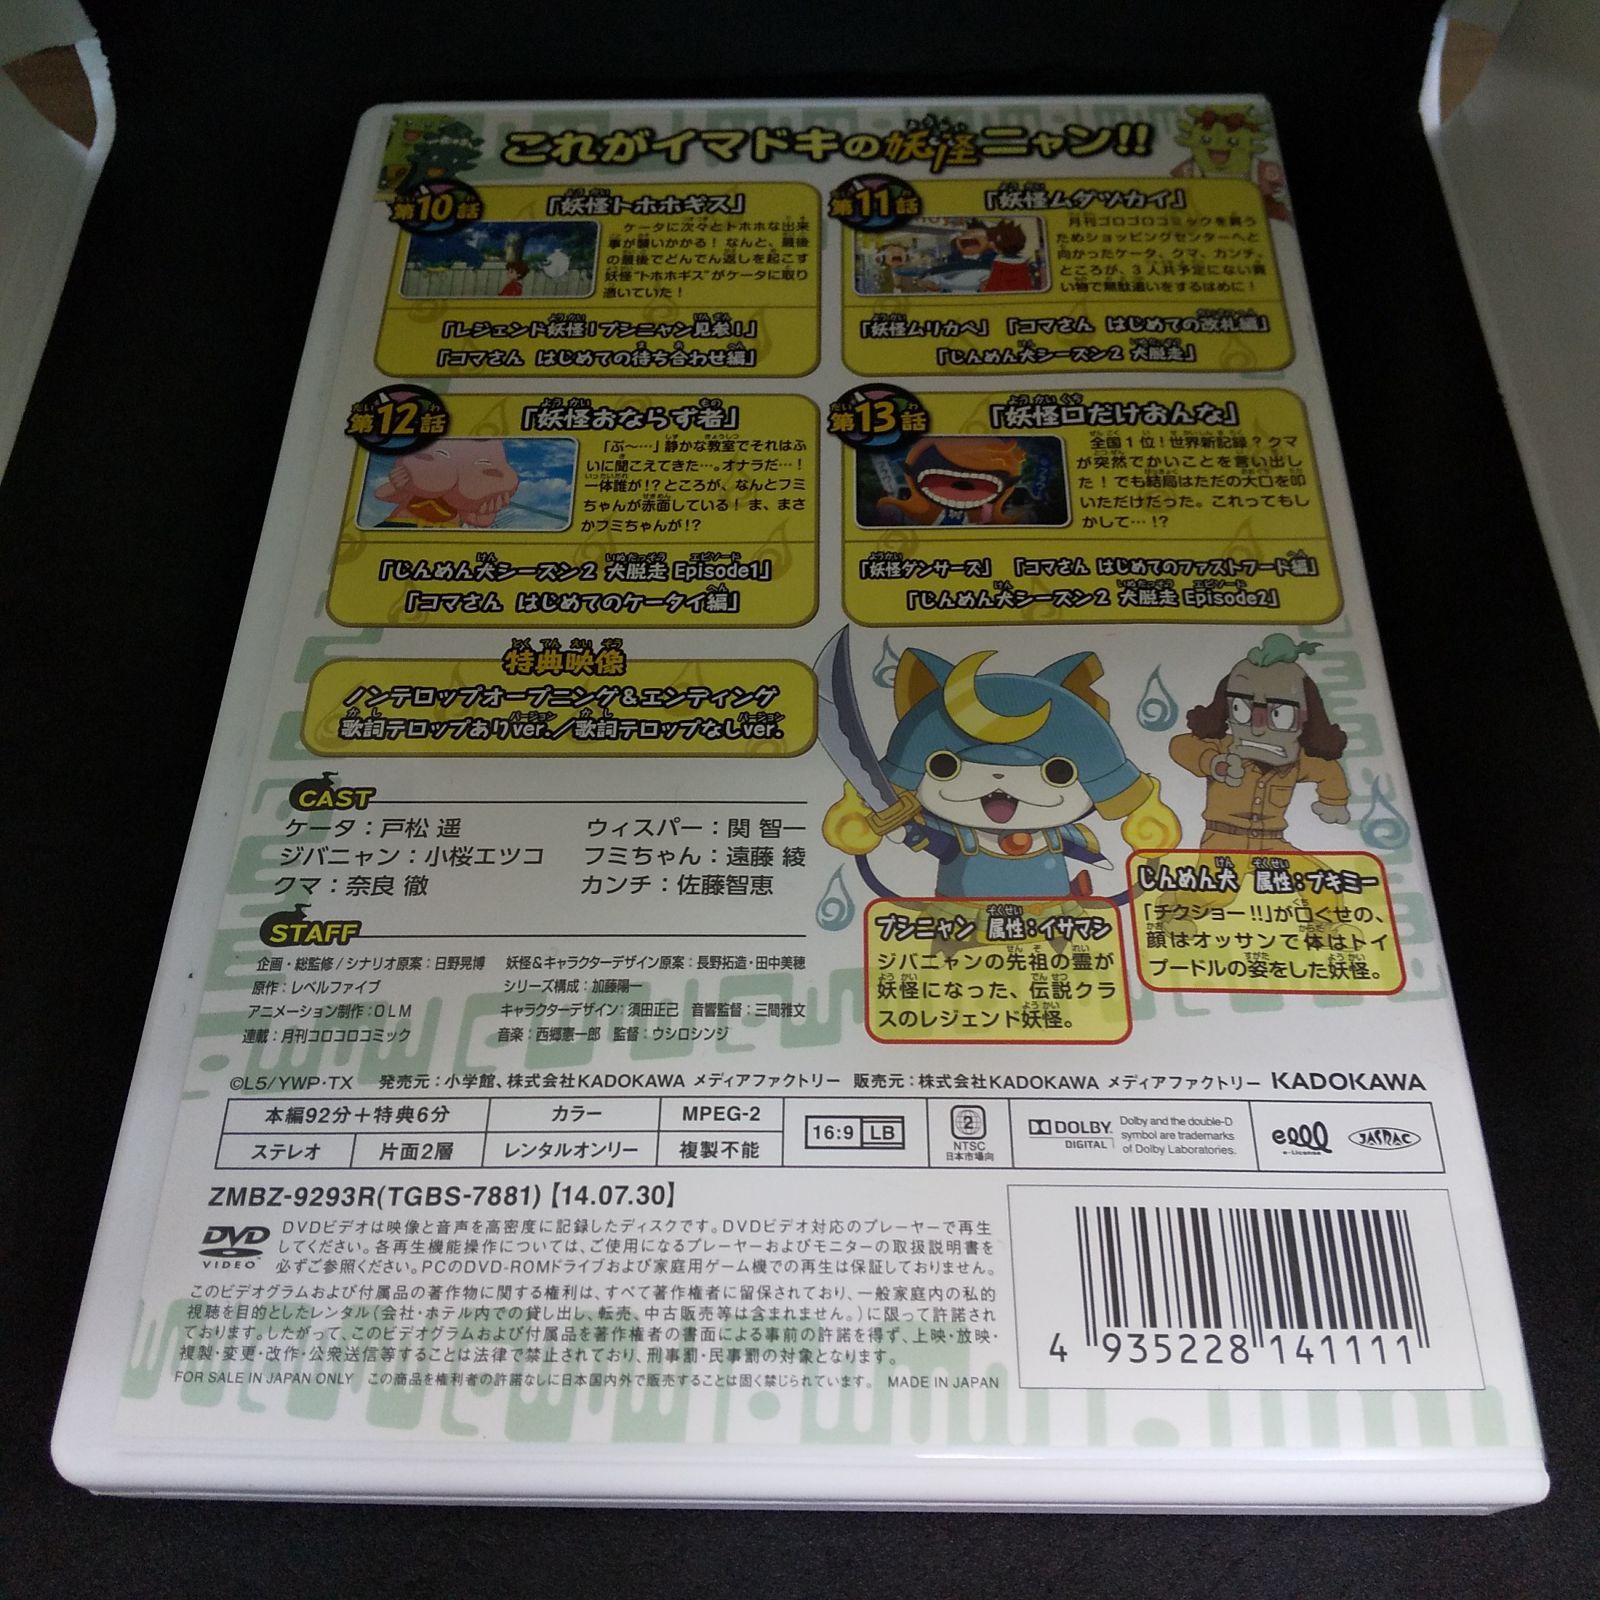 これがイマドキの妖怪ニャン!!
第10話
「妖怪トホホギス」
ケータに次々とトホホな出来
事が襲いかかる！なんと、最後
の最後でどんでん返しを起こす
妖怪“トホホギス”がケータに取り
憑いていた！
「レジェンド妖怪！ブシニャン見参！」
「コマさん はじめての待ち合わせ編」
第11話
「妖怪ムダヅカイ」
月刊ゴロゴロコミックを買う
ためショッピングセンターへと
向かったケータ、クマ、カンチ。
ところが、3人共予定にない買
い物で無駄遣いをするはめに！
「妖怪ムリカベ」 「コマさん はじめての改札編」
「じんめん犬シーズン2 犬脱走」
第12話
「妖怪おならず者」
「ぷ〜…」静かな教室でそれはふ
いに聞こえてきた…。オナラだ…！
一体誰が!?ところが、なんとフミ
ちゃんが赤面している！ま、まさ
かフミちゃんが!?
「じんめん犬シーズン2 犬脱走 Episode1」
「コマさん はじめてのケータイ編」
第13話
「妖怪口だけおんな」
全国1位！世界新記録？クマ
が突然でかいことを言い出し
た！でも結局はただの大口を叩
いただけだった。これってもし
かして…!?
「妖怪ダンサーズ」 「コマさん はじめてのファストフード編」
「じんめん犬シーズン2 犬脱走 Episode2」
特典映像
ノンテロップオープニング＆エンディング
歌詞テロップありver.／歌詞テロップなしver.
CAST
ケータ：戸松 遥 ウィスパー：関 智一
ジバニャン：小桜エツコ フミちゃん：遠藤 綾
クマ：奈良 徹 カンチ：佐藤智恵
STAFF
企画・総監修/シナリオ原案：日野晃博 妖怪＆キャラクターデザイン原案：長野拓造・田中美穂
原作：レベルファイブ シリーズ構成：加藤陽一
アニメーション制作：OLM キャラクターデザイン：須田正己 音響監督：三間雅文
連載：月刊コロコロコミック 音楽：西郷憲一郎 監督：ウシロシンジ
ブシニャン 属性：イサマシ
ジバニャンの先祖の霊が
妖怪になった、伝説クラ
スのレジェンド妖怪。
じんめん犬 属性：ブキミー
「チクショー!!」が口ぐせの、
顔はオッサンで体はトイ
プードルの姿をした妖怪。
©L5/YWP･TX 発売元：小学館、株式会社KADOKAWA メディアファクトリー 販売元：株式会社KADOKAWA メディアファクトリー KADOKAWA
本編92分＋特典6分 カラー MPEG-2
ステレオ 片面2層 レンタルオンリー 複製不能
16:9 LB
2
NTSC
日本市場向
DOLBY
DIGITAL
Dolby and the double-D
symbol are trademarks
of Dolby Laboratories.
e-License
JASRAC
ZMBZ-9293R(TGBS-7881)【14.07.30】
DVD
VIDEO
DVDビデオは映像と音声を高密度に記録したディスクです。DVDビデオ対応のプレーヤーで再生
してください。各再生機能操作については、ご使用になるプレーヤーおよびモニターの取扱説明書を
必ずご参照ください。PCのDVD-ROMドライブおよび家庭用ゲーム機での再生は保証しておりません。
このビデオグラムおよび付属品の著作物に関する権利は、すべて著作権者に留保されており、一般家庭内の私的
視聴を目的としたレンタル（会社・ホテル内での貸し出し、転売、中古販売等は含まれません。）に限って許諾され
ております。したがって、このビデオグラムおよび付属品を著作権者の書面による事前の許諾を得ず、上映・放映・
複製・変更・改作・公衆送信等することは法律で禁止されており、刑事罰・民事罰の対象となります。
FOR SALE IN JAPAN ONLY この商品を権利者の許諾なしに日本国内外で販売することは固く禁じられています。 MADE IN JAPAN
4 935228 141111